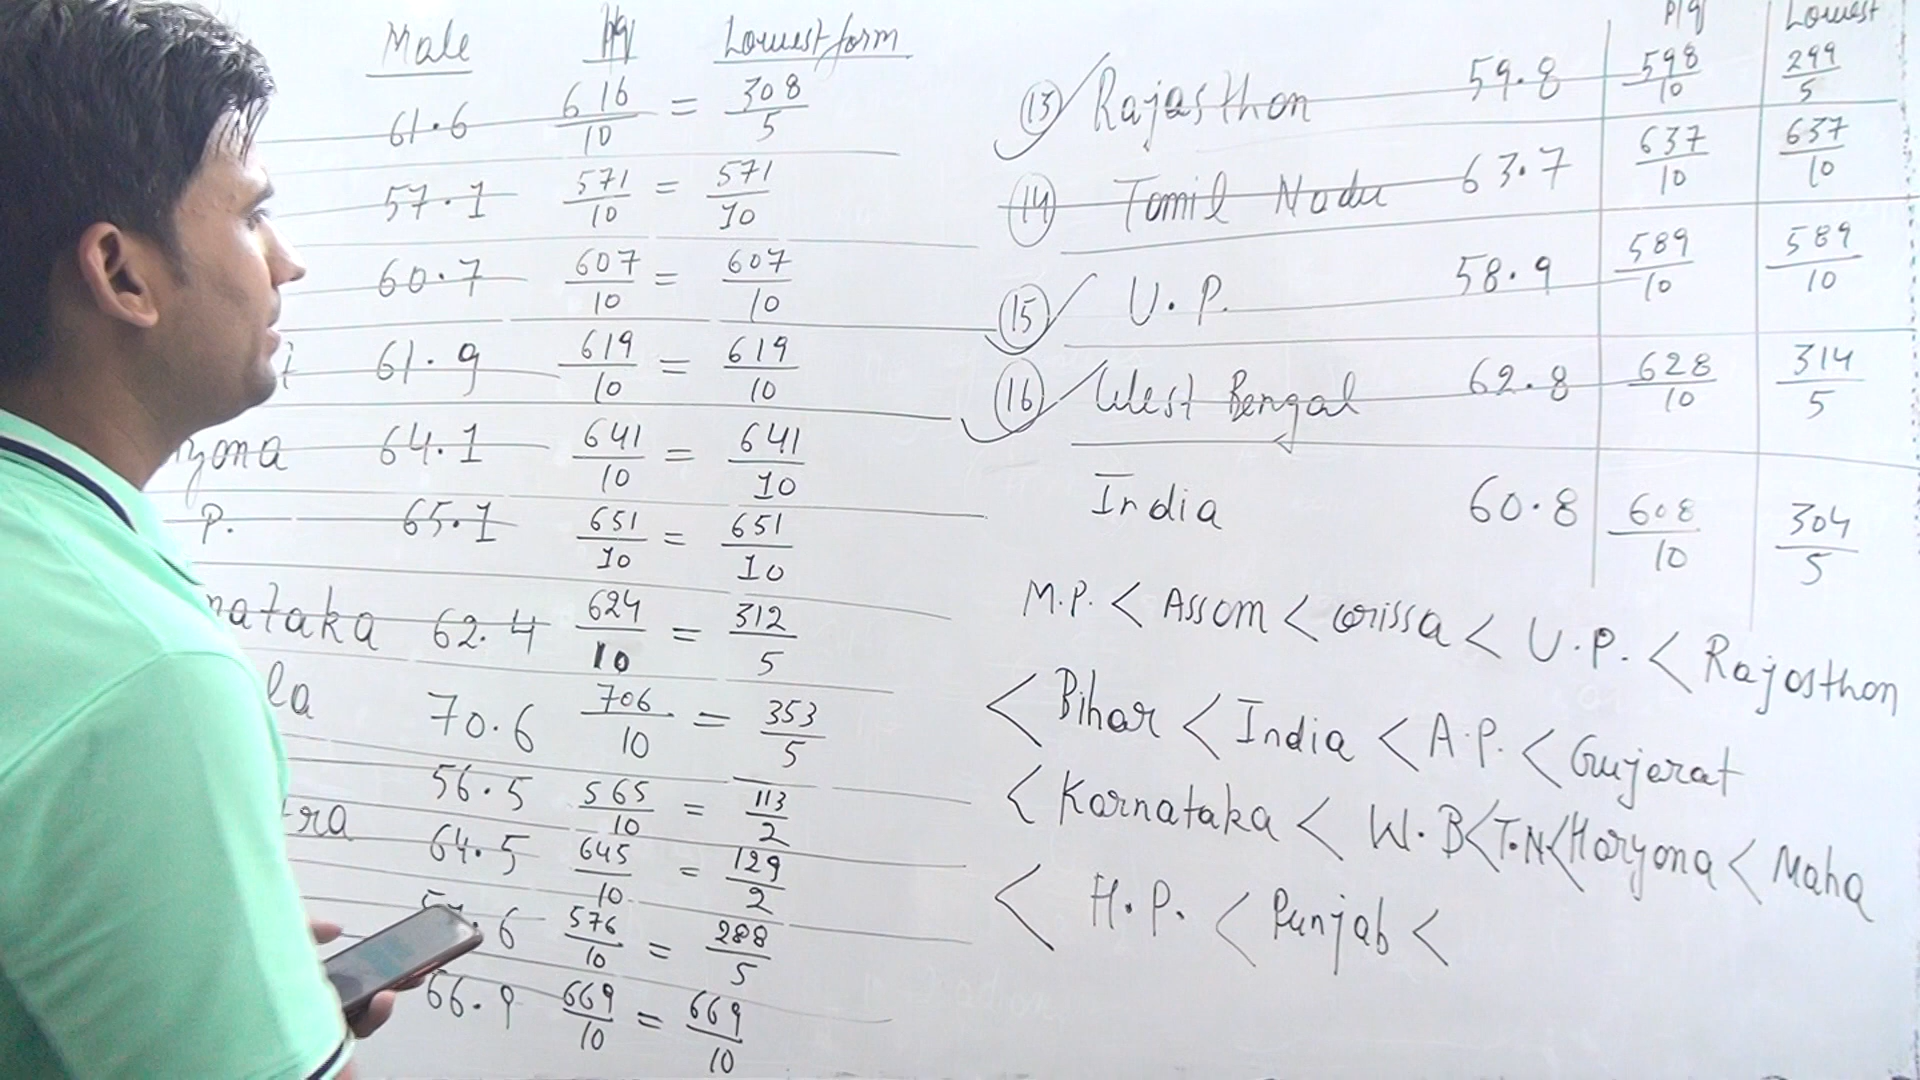 Male p/q Lowest form
61.6 616/10 = 308/5
57.1 571/10 = 571/10
60.7 607/10 = 607/10
61.9 619/10 = 619/10
yona 64.1 641/10 = 641/10
P. 65.1 651/10 = 651/10
nataka 62.4 624/10 = 312/5
la 70.6 706/10 = 353/5
56.5 565/10 = 113/2
tra 64.5 645/10 = 129/2
6 576/10 = 288/5
66.9 669/10 = 669/10
p/q Lowest
13 Rajasthon 59.8 598/10 299/5
14 Tamil Nadu 63.7 637/10 637/10
15 U.P. 58.9 589/10 589/10
16 West Bengal 62.8 628/10 314/5
India 60.8 608/10 304/5
M.P. < Assom < Orissa < U.P. < Rajosthon
< Bihar < India < A.P. < Gujarat
< Karnataka < W.B < T.N < Haryona < Maha
< H.P. < Punjab <